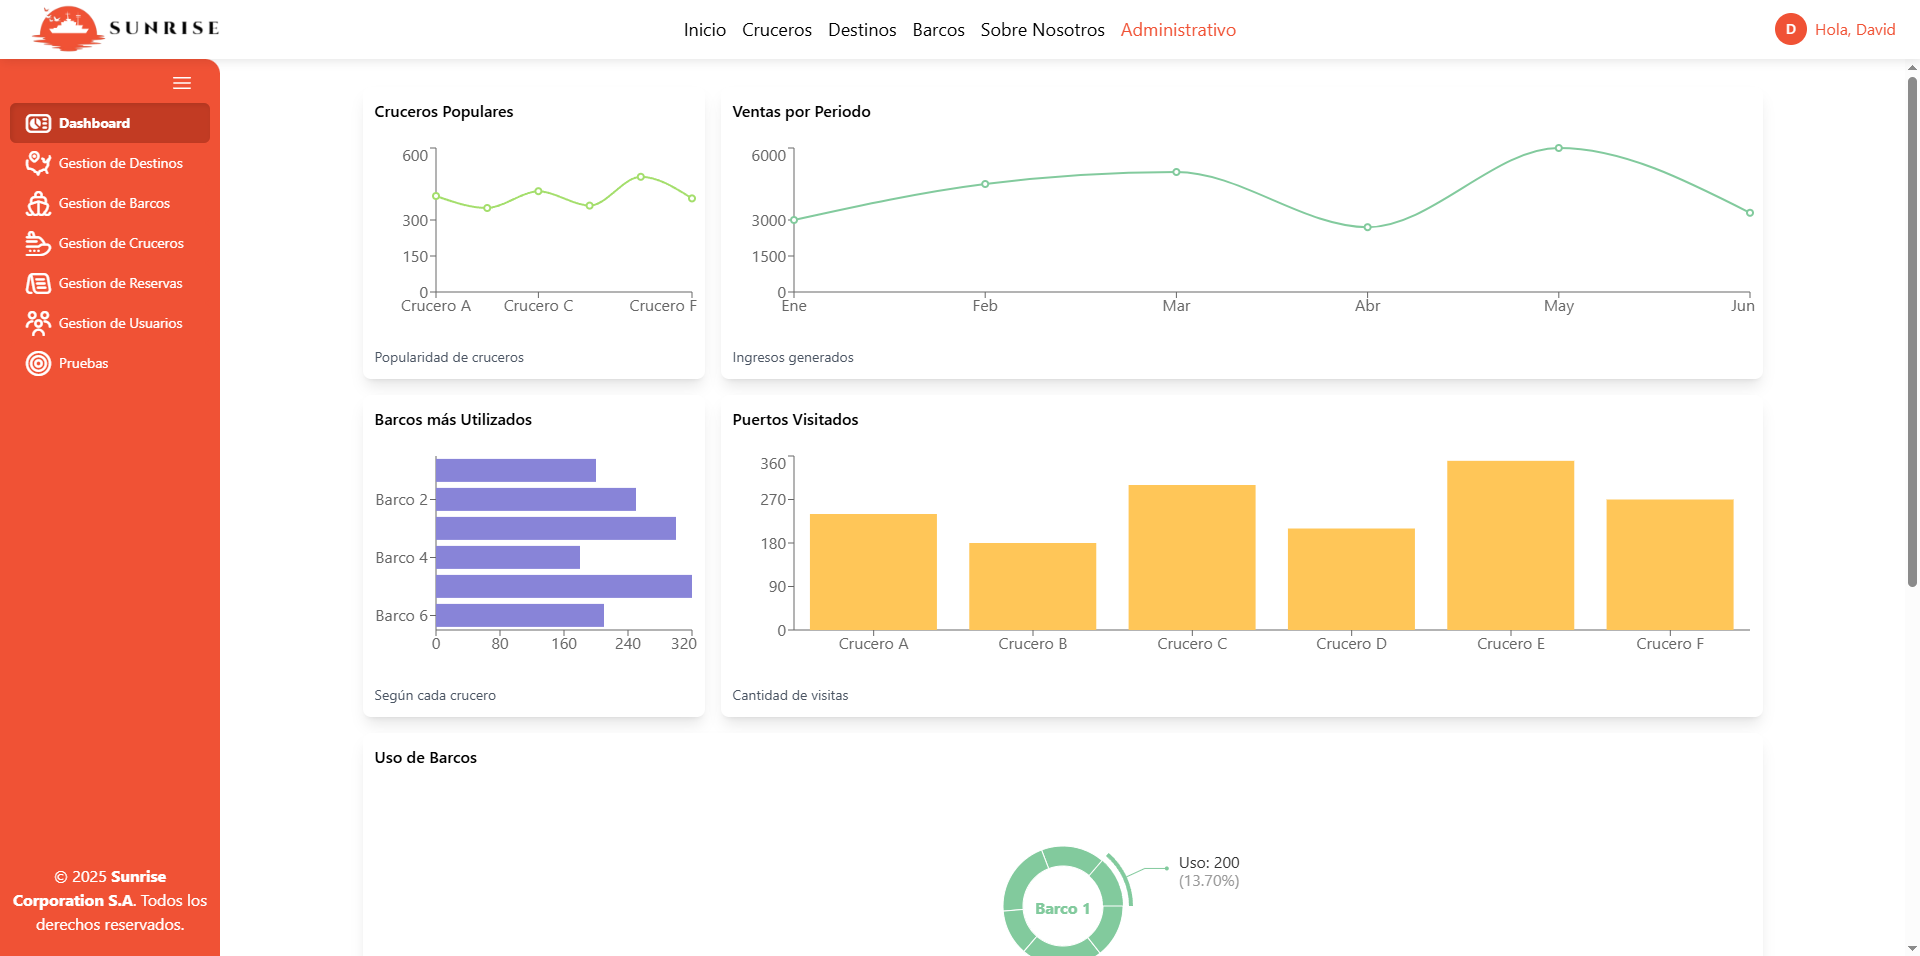 SUNRISE
Inicio Cruceros Destinos Barcos Sobre Nosotros Administrativo
D Hola, David
Dashboard
Gestion de Destinos
Gestion de Barcos
Gestion de Cruceros
Gestion de Reservas
Gestion de Usuarios
Pruebas
© 2025 Sunrise
Corporation S.A. Todos los
derechos reservados.
Cruceros Populares
600
300
150
0
Crucero A Crucero C Crucero F
Popularidad de cruceros
Ventas por Periodo
6000
3000
1500
0
Ene Feb Mar Abr May Jun
Ingresos generados
Barcos más Utilizados
Barco 2
Barco 4
Barco 6
0 80 160 240 320
Según cada crucero
Puertos Visitados
360
270
180
90
0
Crucero A Crucero B Crucero C Crucero D Crucero E Crucero F
Cantidad de visitas
Uso de Barcos
Uso: 200
(13.70%)
Barco 1